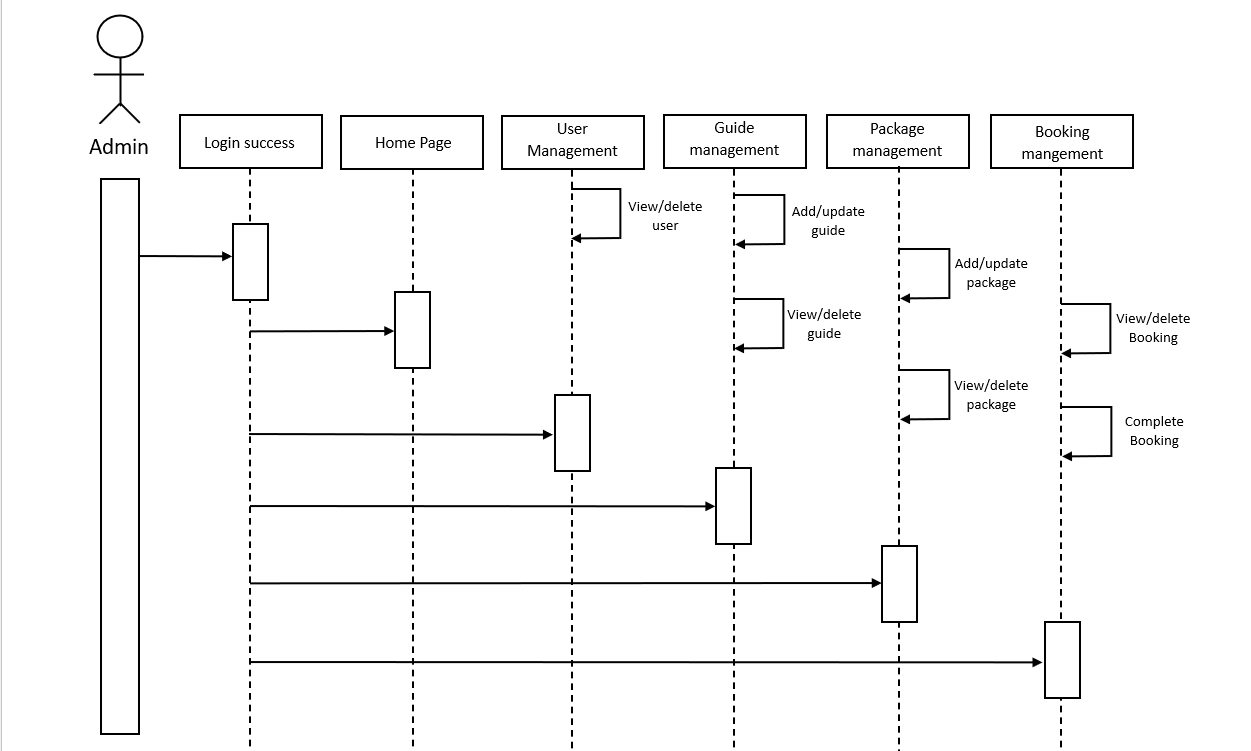 Admin
Login success
Home Page
User
Management
Guide
management
Package
management
Booking
mangement
View/delete
user
Add/update
guide
Add/update
package
View/delete
guide
View/delete
Booking
View/delete
package
Complete
Booking